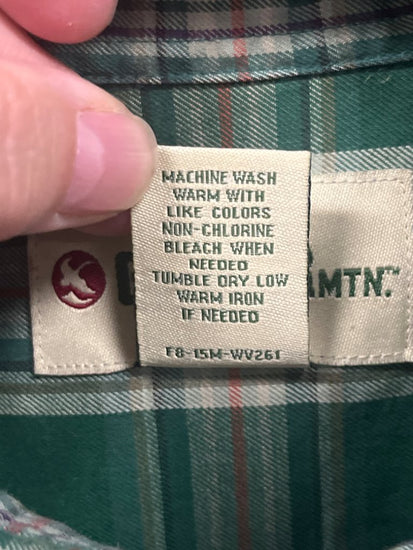 MACHINE WASH
WARM WITH
LIKE COLORS
NON-CHLORINE
BLEACH WHEN
NEEDED
TUMBLE DRY LOW
WARM IRON
IF NEEDED
F8-15M-WV261
MTN.™